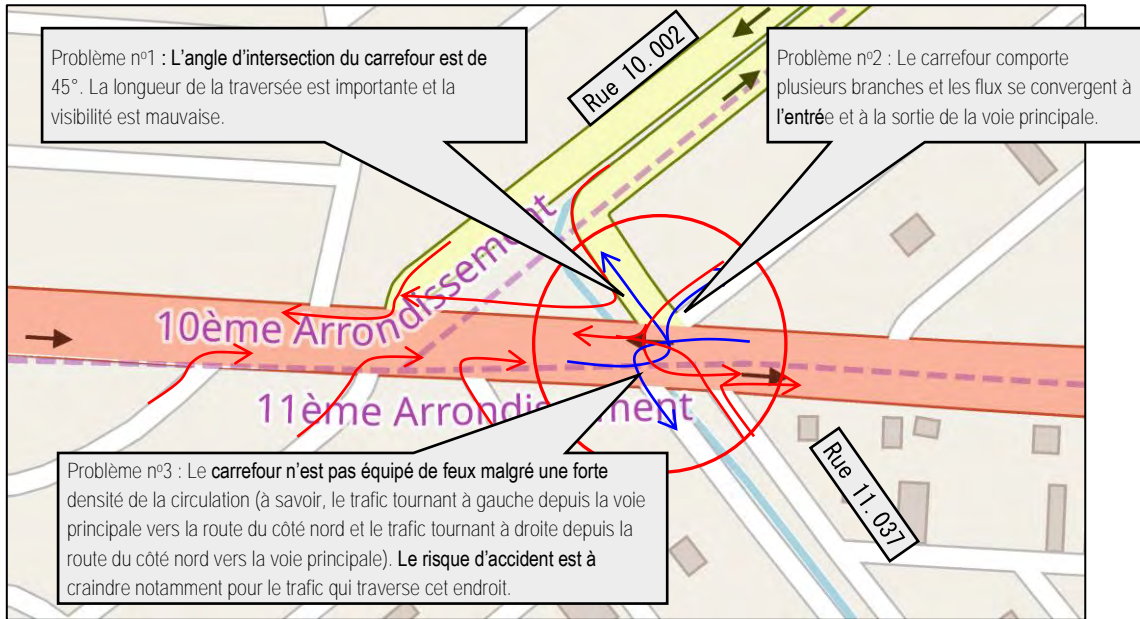 Problème nº1 : L'angle d'intersection du carrefour est de
45°. La longueur de la traversée est importante et la
visibilité est mauvaise.
Rue 10. 002
Problème nº2 : Le carrefour comporte
plusieurs branches et les flux se convergent à
l'entrée et à la sortie de la voie principale.
10ème Arrondissement
11ème Arrondissement
Problème nº3 : Le carrefour n'est pas équipé de feux malgré une forte
densité de la circulation (à savoir, le trafic tournant à gauche depuis la voie
principale vers la route du côté nord et le trafic tournant à droite depuis la
route du côté nord vers la voie principale). Le risque d'accident est à
craindre notamment pour le trafic qui traverse cet endroit.
Rue 11. 037